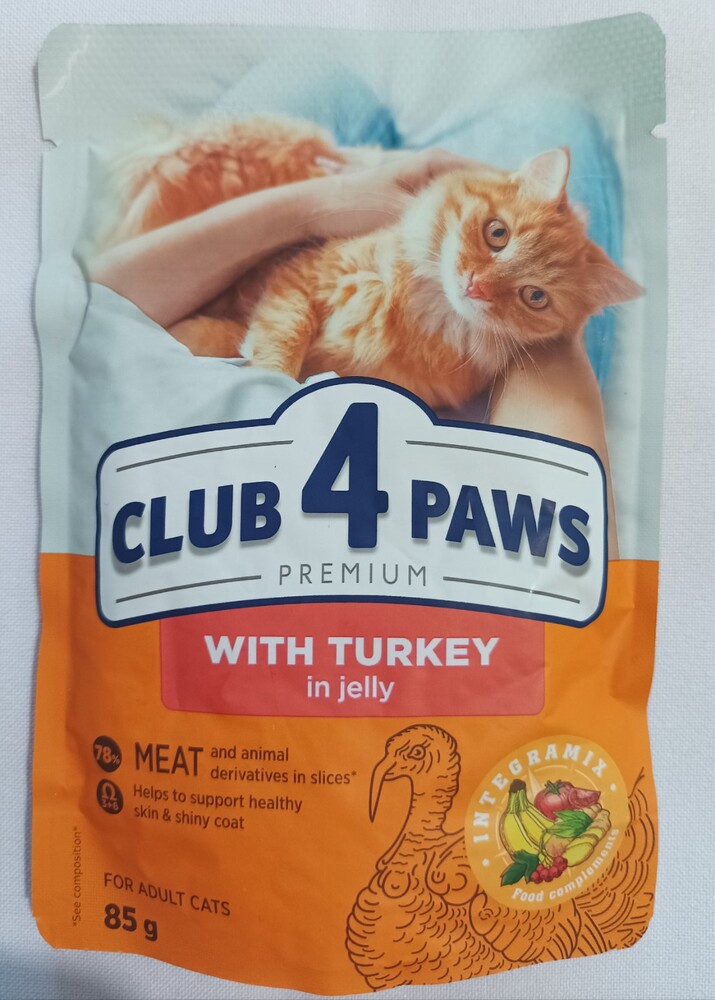 CLUB 4 PAWS
PREMIUM
WITH TURKEY
in jelly
78% MEAT and animal
derivatives in slices*
Ω
3+6
Helps to support healthy
skin & shiny coat
INTEGRAMIX
Food complements
*See composition*
FOR ADULT CATS
85 g